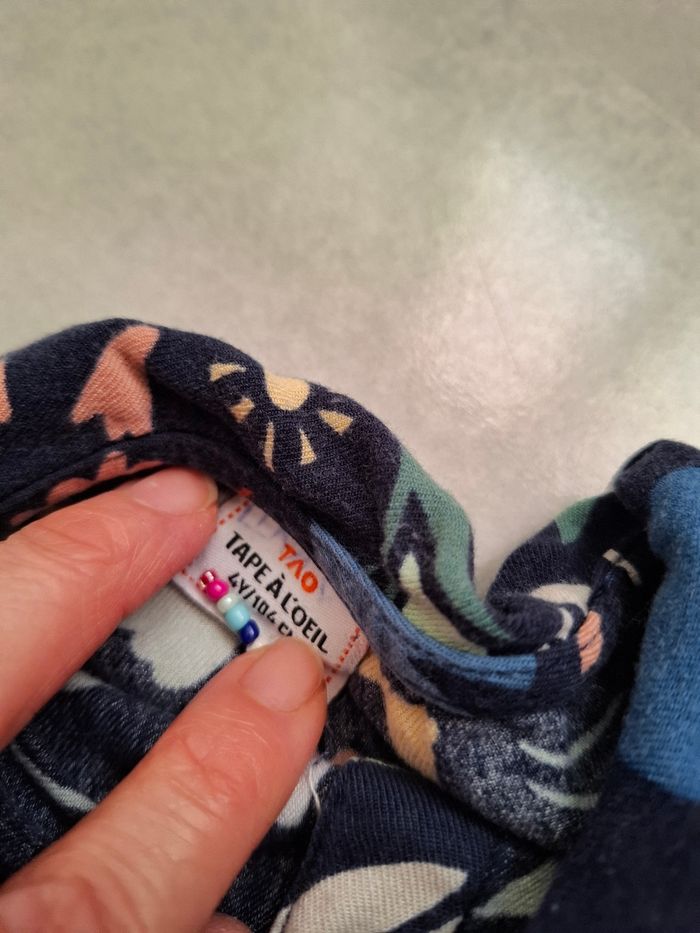 TAO
TAPE À L'OEIL
4Y/104